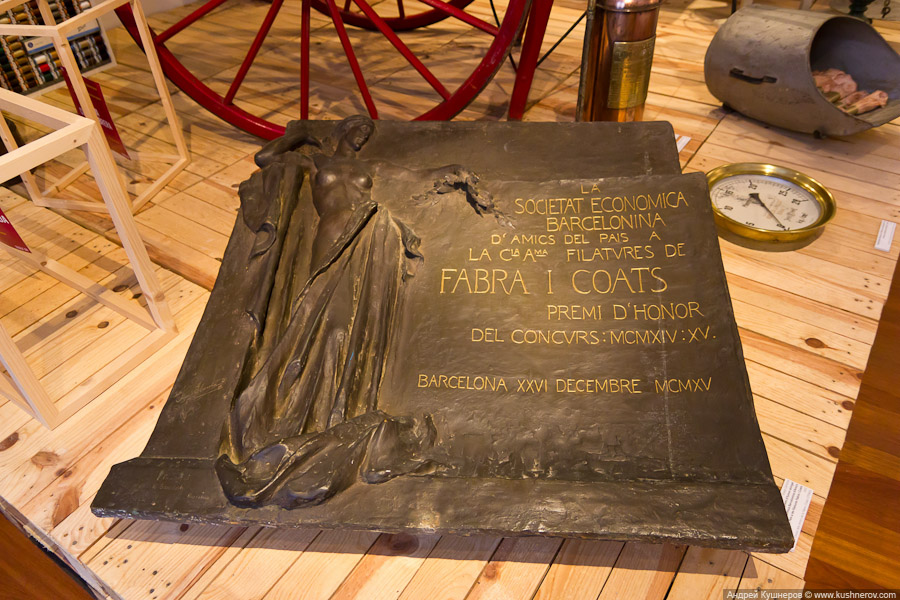 LA
SOCIETAT ECONOMICA
BARCELONINA
D'AMICS DEL PAIS A
LA Cᴵᴬ Aᴹᴬ FILATVRES DE
FABRA I COATS
PREMI D'HONOR
DEL CONCVRS : MCMXIV : XV.
BARCELONA XXVI DECEMBRE MCMXV
Андрей Кушнеров © www.kushnerov.com